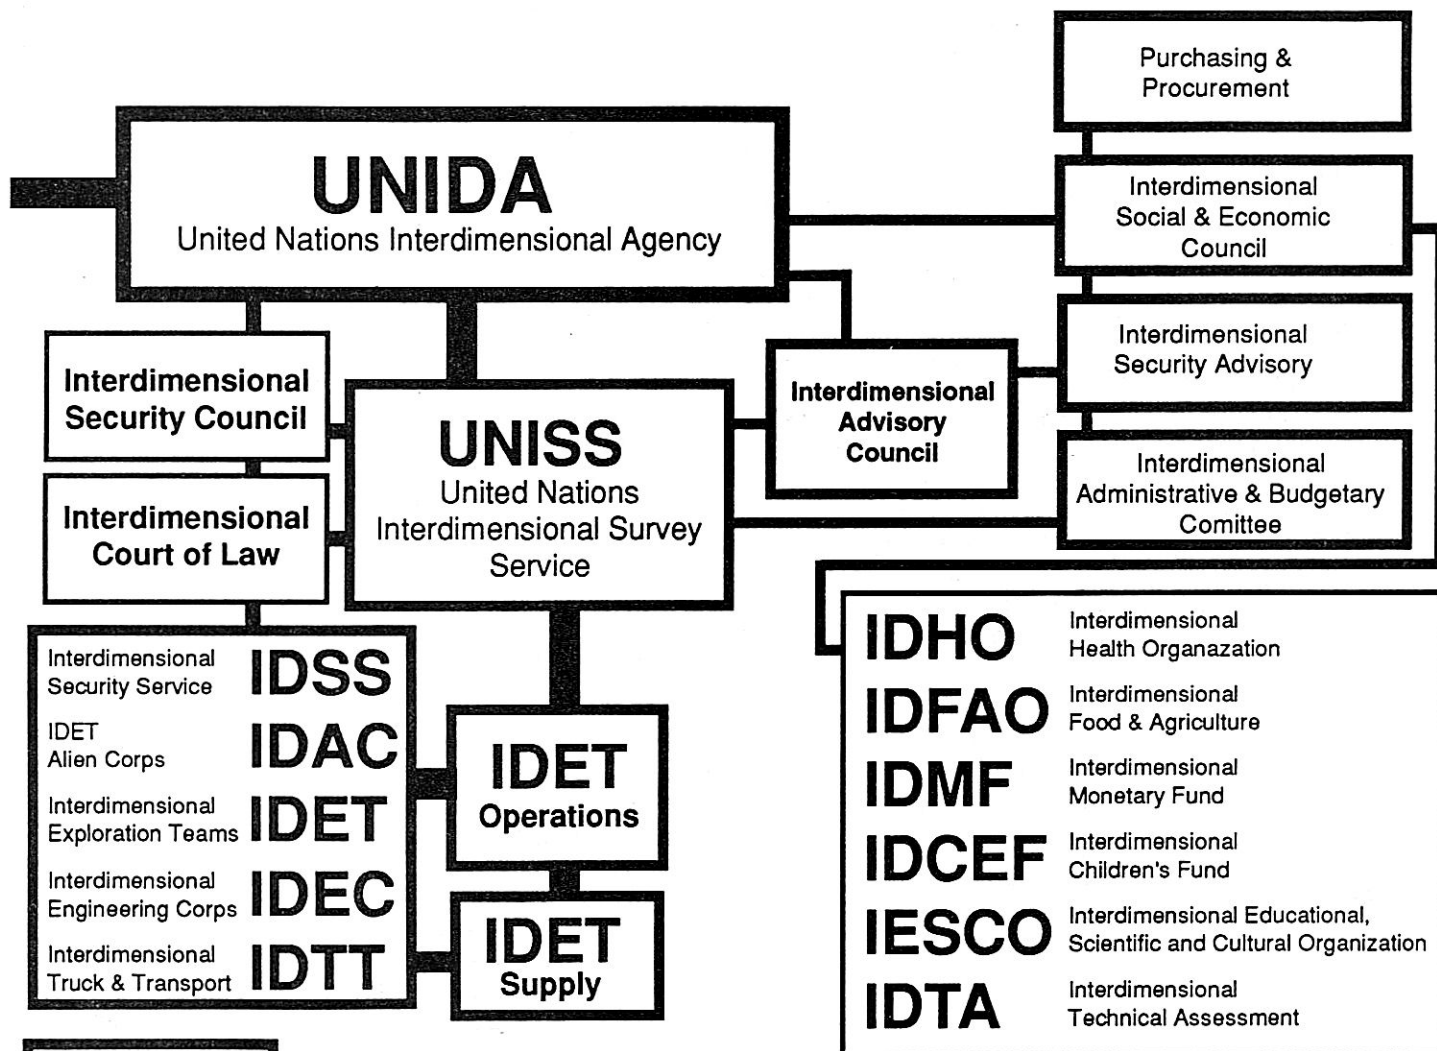 UNIDA
United Nations Interdimensional Agency
Purchasing &
Procurement
Interdimensional
Social & Economic
Council
Interdimensional
Security Advisory
Interdimensional
Administrative & Budgetary
Comittee
Interdimensional
Security Council
Interdimensional
Court of Law
UNISS
United Nations
Interdimensional Survey
Service
Interdimensional
Advisory
Council
Interdimensional
Security Service
IDSS
IDET
Alien Corps
IDAC
Interdimensional
Exploration Teams
IDET
Interdimensional
Engineering Corps
IDEC
Interdimensional
Truck & Transport
IDTT
IDET
Operations
IDET
Supply
IDHO
Interdimensional
Health Organazation
IDFAO
Interdimensional
Food & Agriculture
IDMF
Interdimensional
Monetary Fund
IDCEF
Interdimensional
Children's Fund
IESCO
Interdimensional Educational,
Scientific and Cultural Organization
IDTA
Interdimensional
Technical Assessment